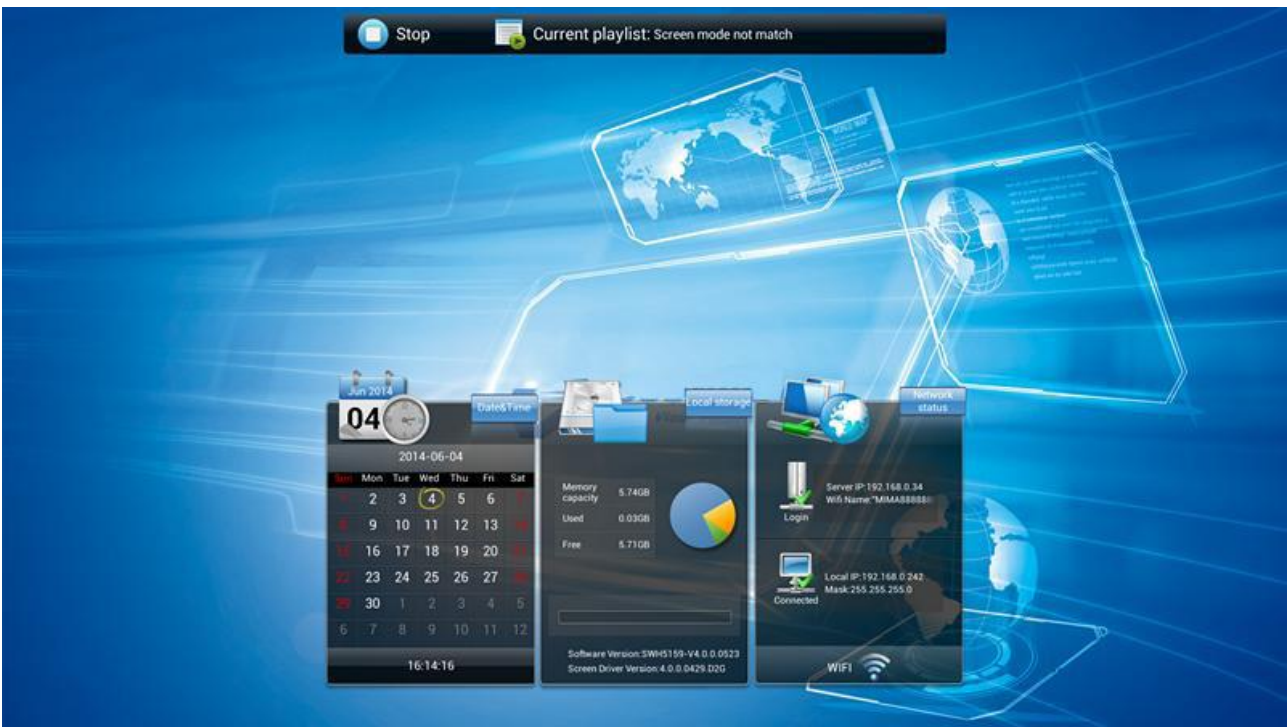 Stop
Current playlist: Screen mode not match
WORLD MAP
Jun 2014
04
Date&Time
2014-06-04
Sun Mon Tue Wed Thu Fri Sat
1 2 3 4 5 6 7
8 9 10 11 12 13 14
15 16 17 18 19 20 21
22 23 24 25 26 27 28
29 30 1 2 3 4 5
6 7 8 9 10 11 12
16:14:16
Local storage
Memory
capacity
5.74GB
Used 0.03GB
Free 5.71GB
Software Version:SWH5159-V4.0.0.0523
Screen Driver Version:4.0.0.0429.D2G
Network
status
Server IP:192.168.0.34
Wifi Name:"MIMA88888
Login
Local IP:192.168.0.242
Mask:255.255.255.0
Connected
WIFI